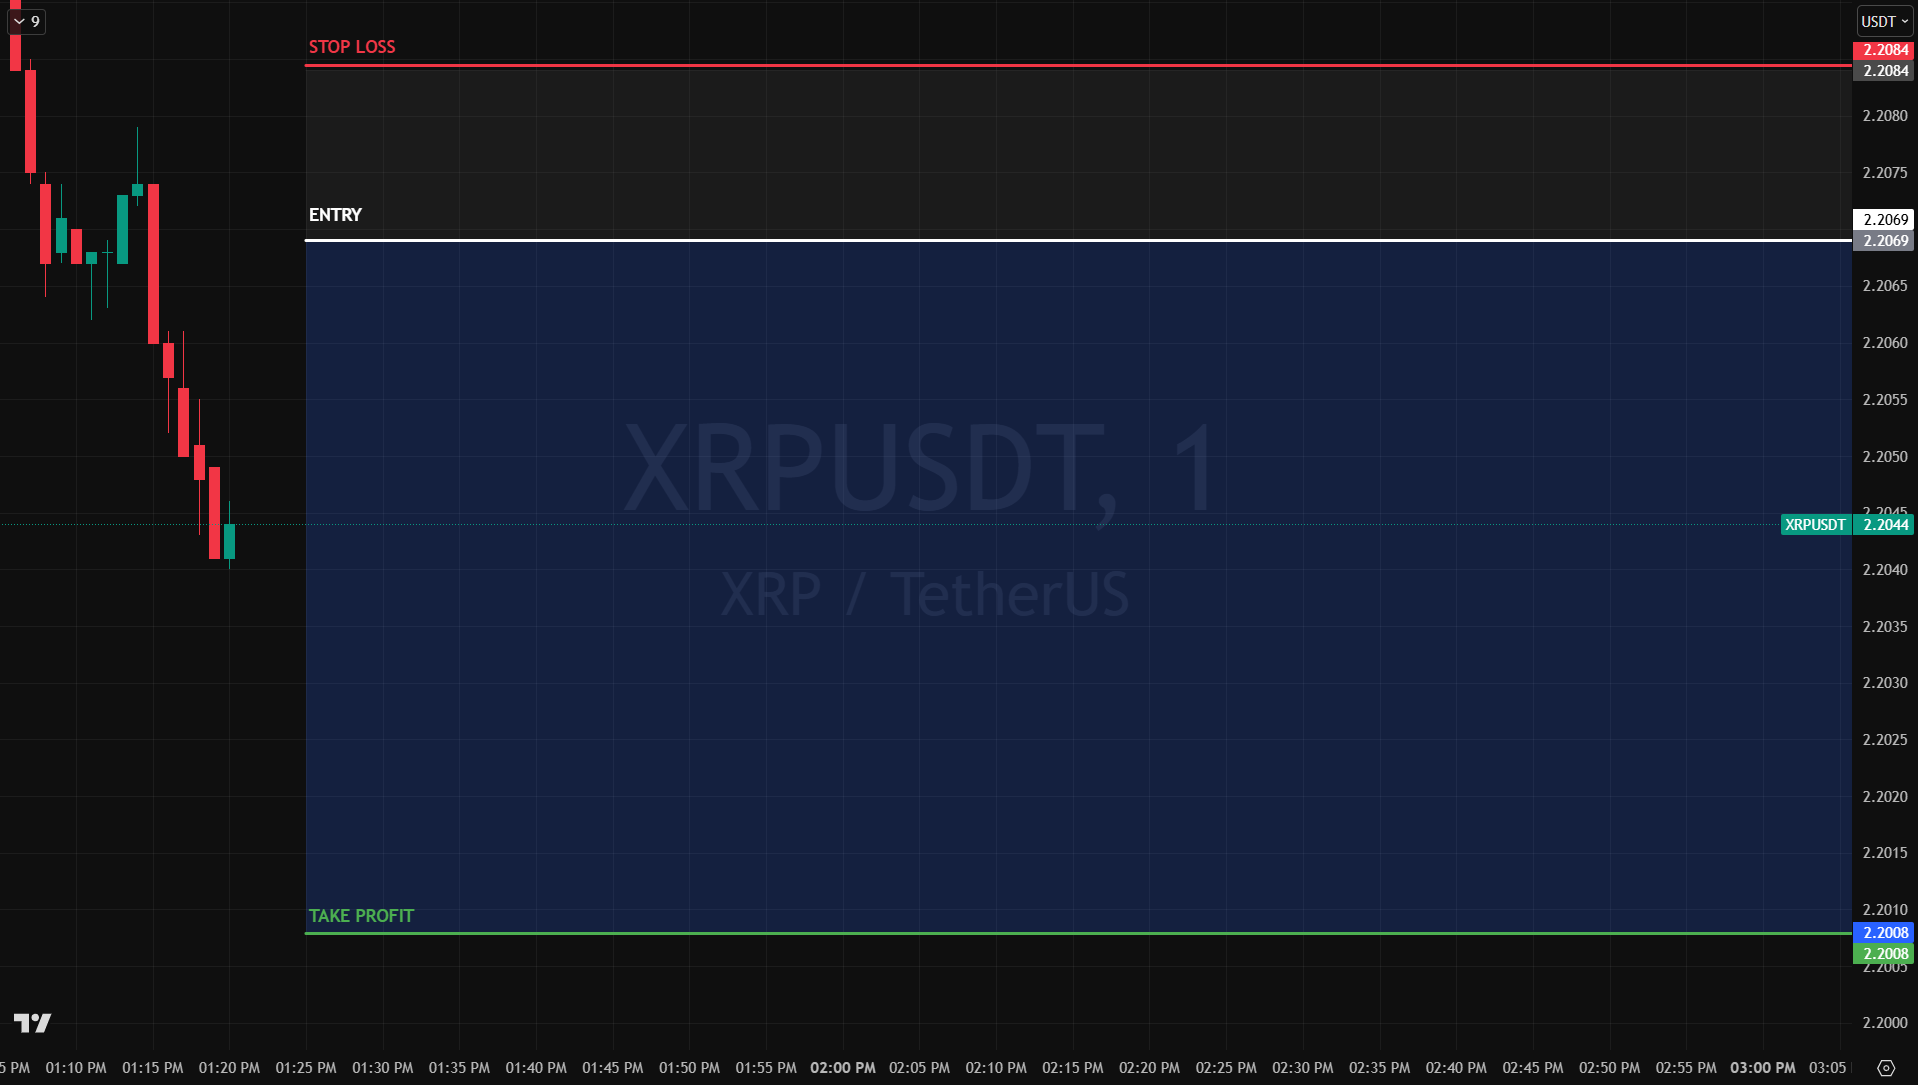 9
USDT
STOP LOSS
2.2084
2.2084
2.2080
2.2075
ENTRY
2.2069
2.2069
2.2065
2.2060
2.2055
XRPUSDT, 1
2.2050
2.2045
XRPUSDT 2.2044
XRP / TetherUS
2.2040
2.2035
2.2030
2.2025
2.2020
2.2015
TAKE PROFIT
2.2010
2.2008
2.2008
2.2005
2.2000
5 PM 01:10 PM 01:15 PM 01:20 PM 01:25 PM 01:30 PM 01:35 PM 01:40 PM 01:45 PM 01:50 PM 01:55 PM 02:00 PM 02:05 PM 02:10 PM 02:15 PM 02:20 PM 02:25 PM 02:30 PM 02:35 PM 02:40 PM 02:45 PM 02:50 PM 02:55 PM 03:00 PM 03:05